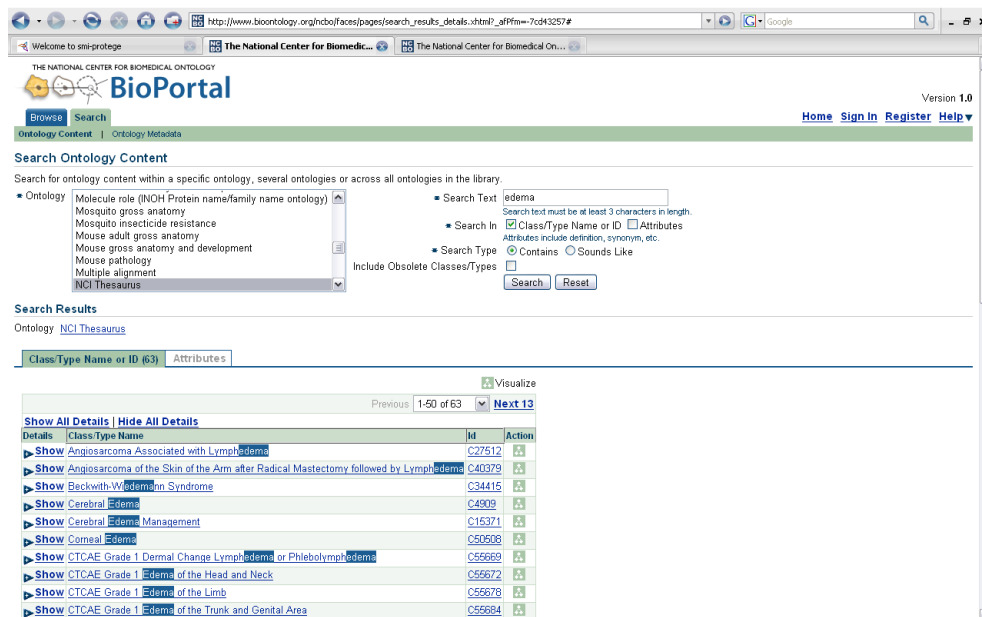 http://www.bioontology.org/ncbo/faces/pages/search_results_details.xhtml?_afPfm=-7cd43257#
G Google
Welcome to smi-protege
The National Center for Biomedic...
The National Center for Biomedical On...
THE NATIONAL CENTER FOR BIOMEDICAL ONTOLOGY
BioPortal
Version 1.0
Browse Search
Home Sign In Register Help
Ontology Content | Ontology Metadata
Search Ontology Content
Search for ontology content within a specific ontology, several ontologies or across all ontologies in the library.
* Ontology
Molecule role (INOH Protein name/family name ontology)
Mosquito gross anatomy
Mosquito insecticide resistance
Mouse adult gross anatomy
Mouse gross anatomy and development
Mouse pathology
Multiple alignment
NCI Thesaurus
* Search Text edema
Search text must be at least 3 characters in length.
* Search In Class/Type Name or ID Attributes
Attributes include definition, synonym, etc.
* Search Type Contains Sounds Like
Include Obsolete Classes/Types
Search Reset
Search Results
Ontology NCI Thesaurus
Class/Type Name or ID (63) Attributes
Visualize
Previous 1-50 of 63 Next 13
Show All Details | Hide All Details
Details Class/Type Name Id Action
Show Angiosarcoma Associated with Lymphedema C27512
Show Angiosarcoma of the Skin of the Arm after Radical Mastectomy followed by Lymphedema C40379
Show Beckwith-Wiedemann Syndrome C34415
Show Cerebral Edema C4909
Show Cerebral Edema Management C15371
Show Corneal Edema C50508
Show CTCAE Grade 1 Dermal Change Lymphedema or Phlebolymphedema C55669
Show CTCAE Grade 1 Edema of the Head and Neck C55672
Show CTCAE Grade 1 Edema of the Limb C55678
Show CTCAE Grade 1 Edema of the Trunk and Genital Area C55684